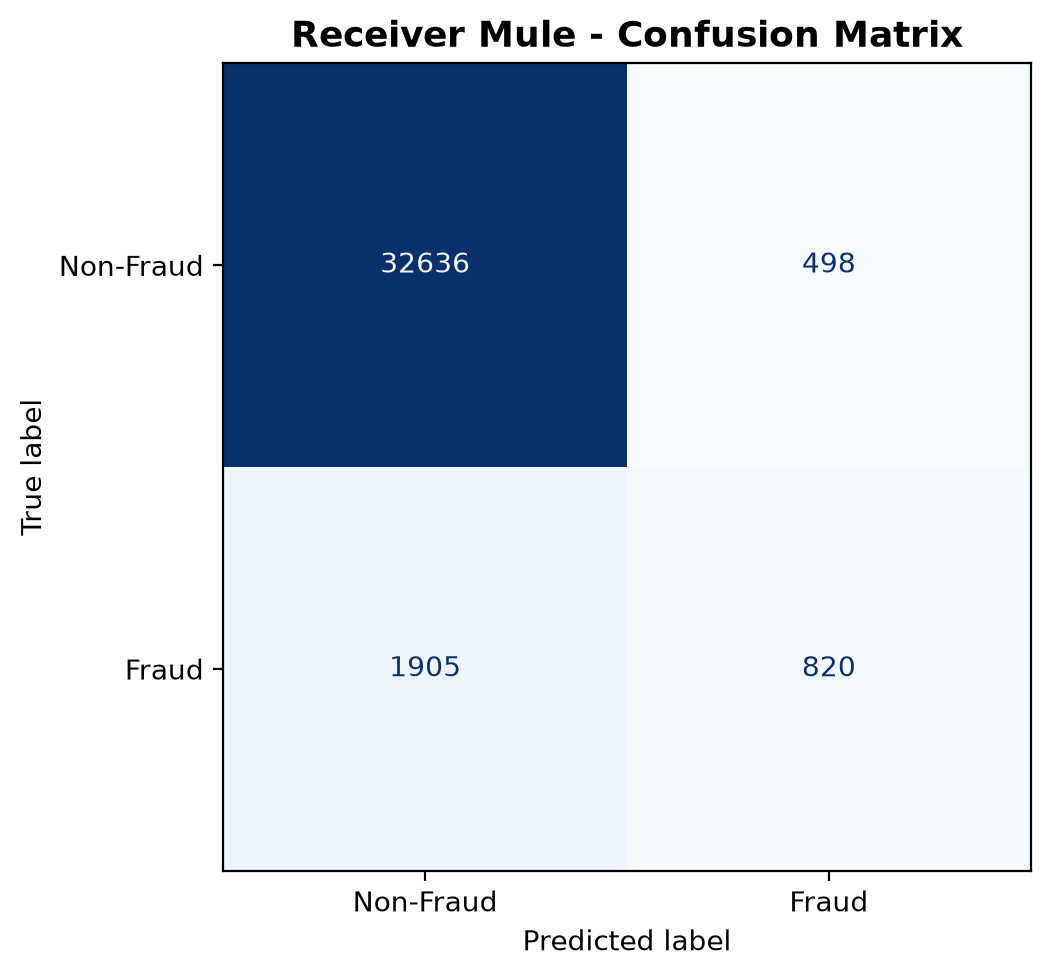 Receiver Mule - Confusion Matrix
True label
Non-Fraud
32636
498
Fraud
1905
820
Non-Fraud
Fraud
Predicted label